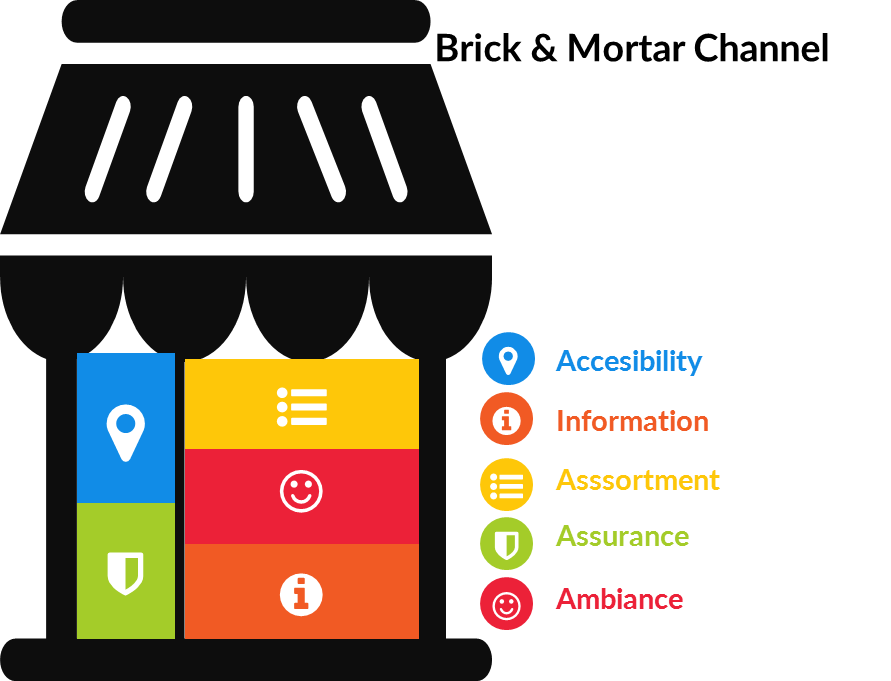 Brick & Mortar Channel
Accesibility
Information
Asssortment
Assurance
Ambiance